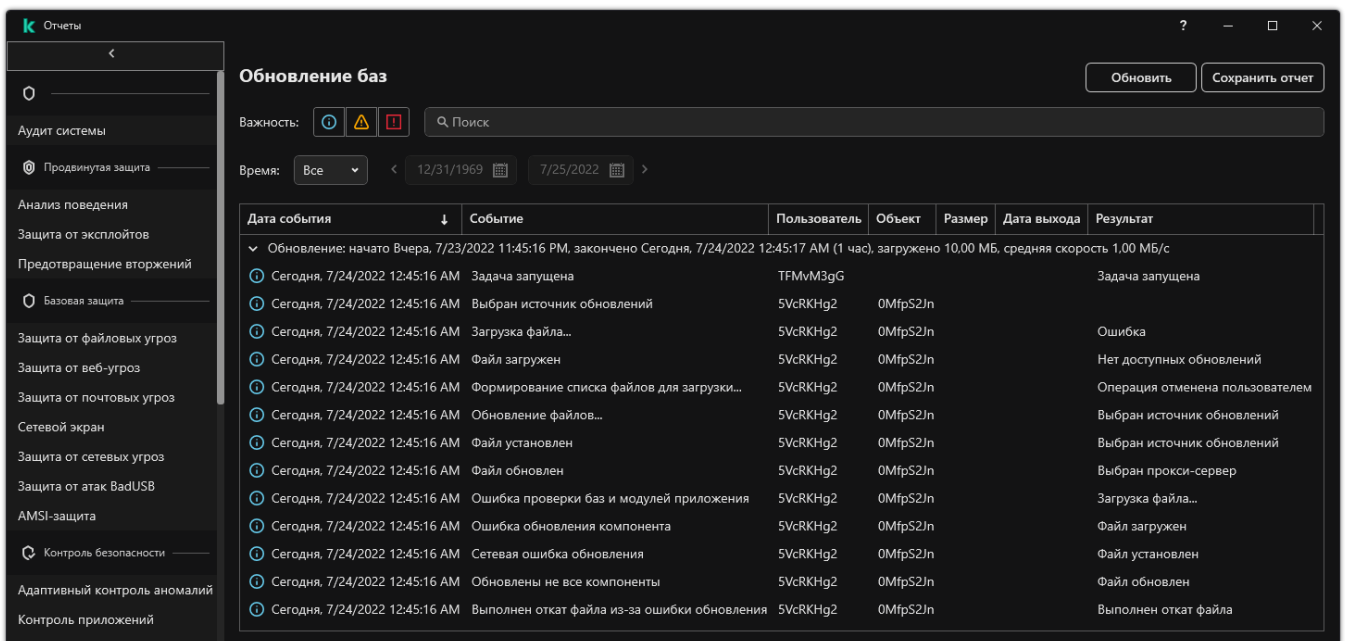 Отчеты
?
Обновление баз
Обновить
Сохранить отчет
Важность:
Поиск
Время:
Все
12/31/1969
7/25/2022
Аудит системы
Продвинутая защита
Анализ поведения
Защита от эксплойтов
Предотвращение вторжений
Базовая защита
Защита от файловых угроз
Защита от веб-угроз
Защита от почтовых угроз
Сетевой экран
Защита от сетевых угроз
Защита от атак BadUSB
AMSI-защита
Контроль безопасности
Адаптивный контроль аномалий
Контроль приложений
Дата события Событие Пользователь Объект Размер Дата выхода Результат
Обновление: начато Вчера, 7/23/2022 11:45:16 PM, закончено Сегодня, 7/24/2022 12:45:17 AM (1 час), загружено 10,00 МБ, средняя скорость 1,00 МБ/с
Сегодня, 7/24/2022 12:45:16 AM Задача запущена TFMvM3gG Задача запущена
Сегодня, 7/24/2022 12:45:16 AM Выбран источник обновлений 5VcRKHg2 0MfpS2Jn
Сегодня, 7/24/2022 12:45:16 AM Загрузка файла... 5VcRKHg2 0MfpS2Jn Ошибка
Сегодня, 7/24/2022 12:45:16 AM Файл загружен 5VcRKHg2 0MfpS2Jn Нет доступных обновлений
Сегодня, 7/24/2022 12:45:16 AM Формирование списка файлов для загрузки... 5VcRKHg2 0MfpS2Jn Операция отменена пользователем
Сегодня, 7/24/2022 12:45:16 AM Обновление файлов... 5VcRKHg2 0MfpS2Jn Выбран источник обновлений
Сегодня, 7/24/2022 12:45:16 AM Файл установлен 5VcRKHg2 0MfpS2Jn Выбран источник обновлений
Сегодня, 7/24/2022 12:45:16 AM Файл обновлен 5VcRKHg2 0MfpS2Jn Выбран прокси-сервер
Сегодня, 7/24/2022 12:45:16 AM Ошибка проверки баз и модулей приложения 5VcRKHg2 0MfpS2Jn Загрузка файла...
Сегодня, 7/24/2022 12:45:16 AM Ошибка обновления компонента 5VcRKHg2 0MfpS2Jn Файл загружен
Сегодня, 7/24/2022 12:45:16 AM Сетевая ошибка обновления 5VcRKHg2 0MfpS2Jn Файл установлен
Сегодня, 7/24/2022 12:45:16 AM Обновлены не все компоненты 5VcRKHg2 0MfpS2Jn Файл обновлен
Сегодня, 7/24/2022 12:45:16 AM Выполнен откат файла из-за ошибки обновления 5VcRKHg2 0MfpS2Jn Выполнен откат файла